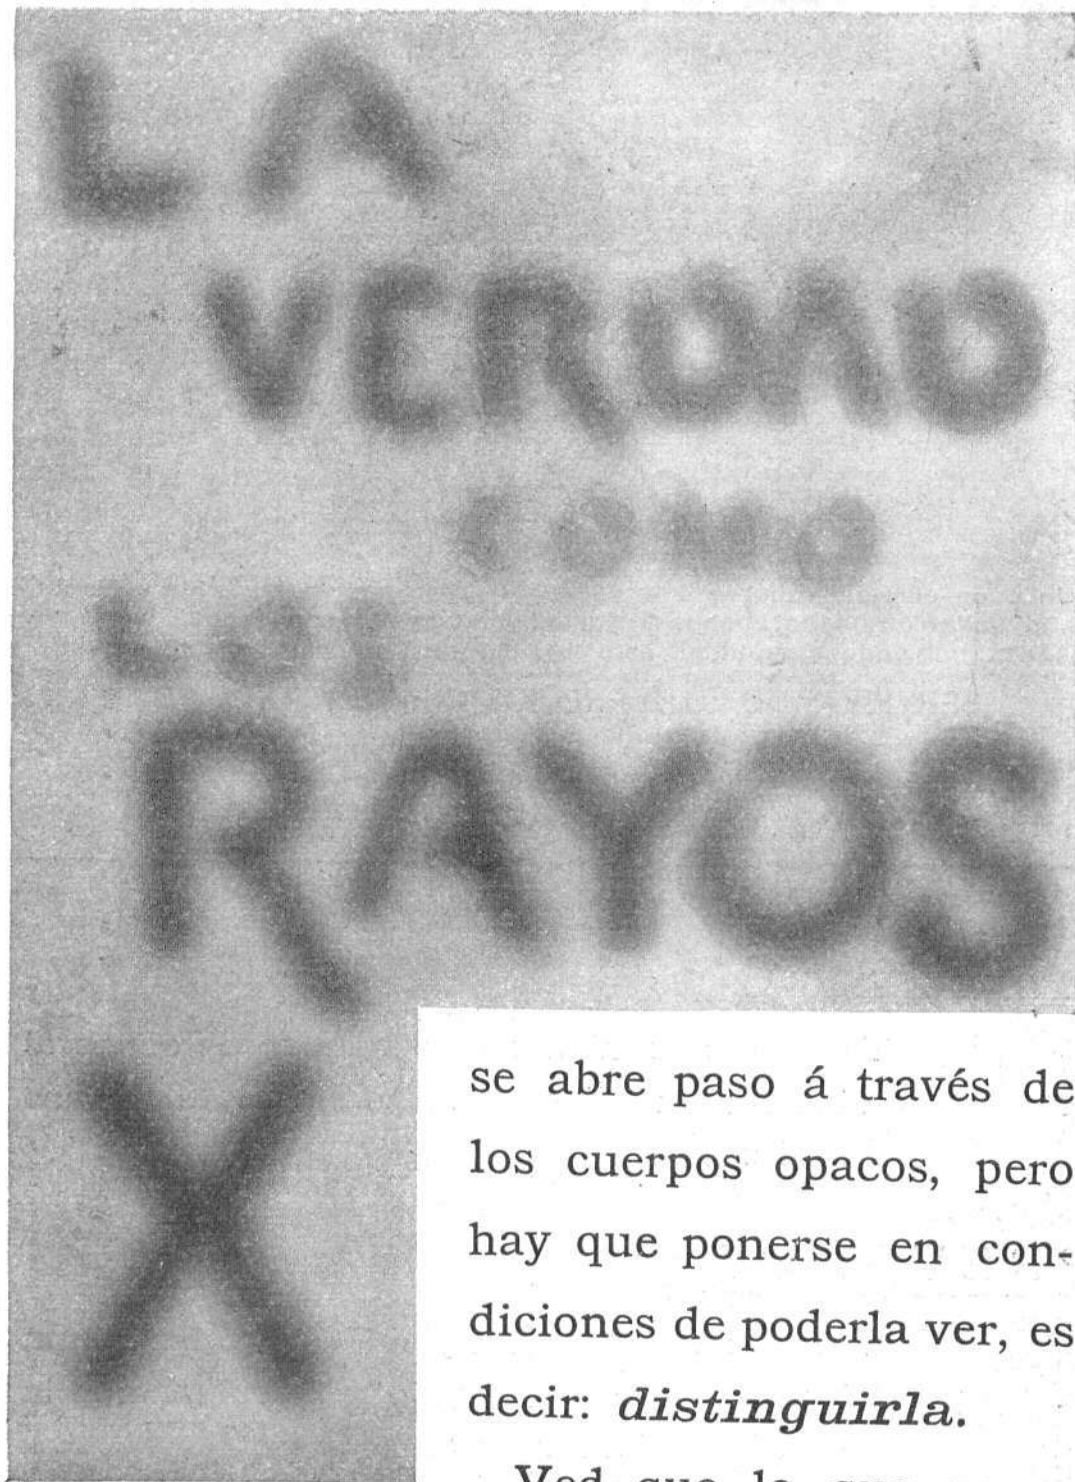 LA
VERDAD
COMO
LOS
RAYOS
X
se abre paso á través de
los cuerpos opacos, pero
hay que ponerse en con-
diciones de poderla ver, es
decir: distinguirla.
Ved que lo